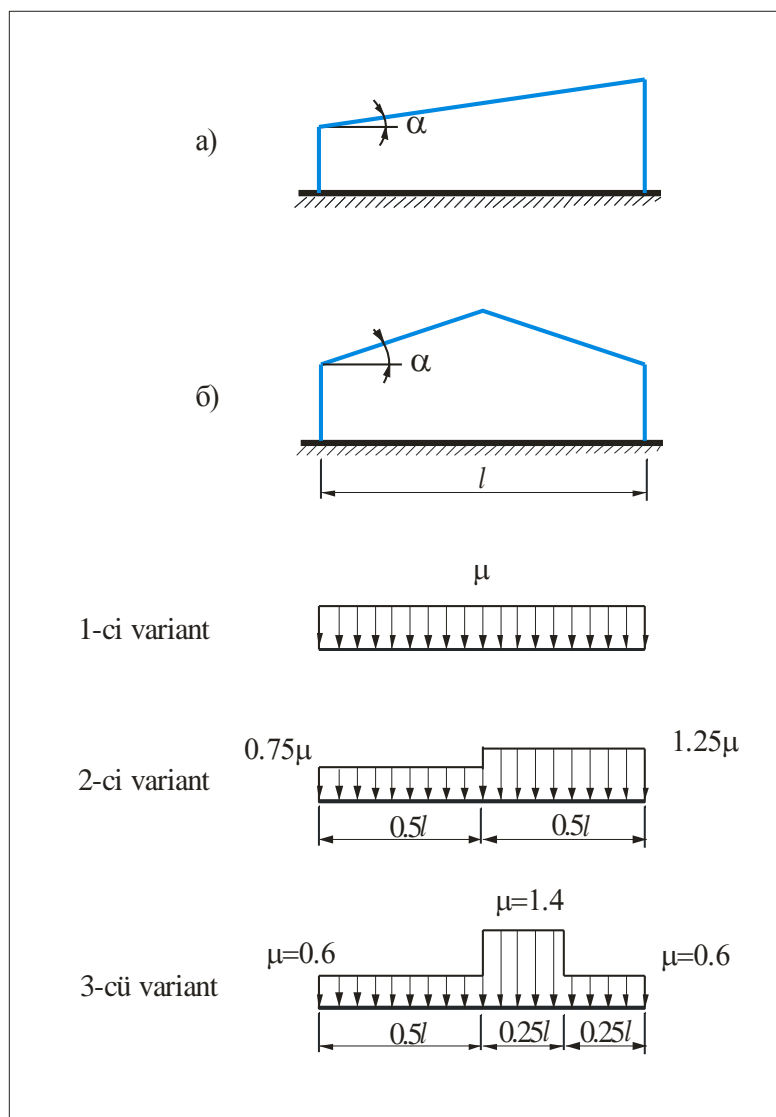 а)
α
б)
α
l
μ
1-ci variant
0.75μ
1.25μ
2-ci variant
0.5l
0.5l
μ=1.4
μ=0.6
μ=0.6
3-cü variant
0.5l
0.25l
0.25l